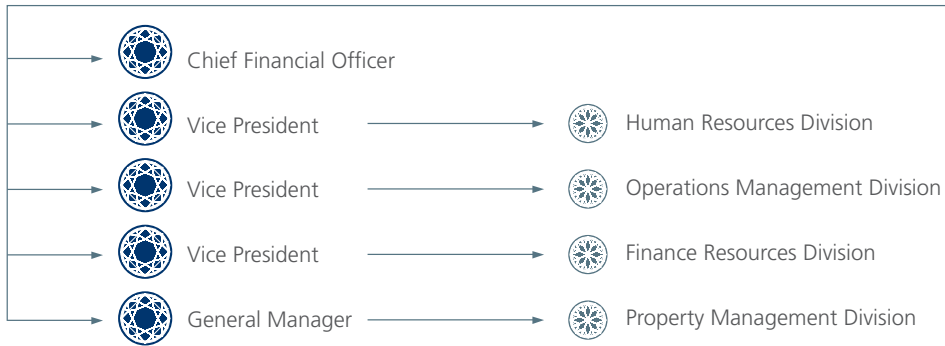 Chief Financial Officer
Vice President
Human Resources Division
Vice President
Operations Management Division
Vice President
Finance Resources Division
General Manager
Property Management Division